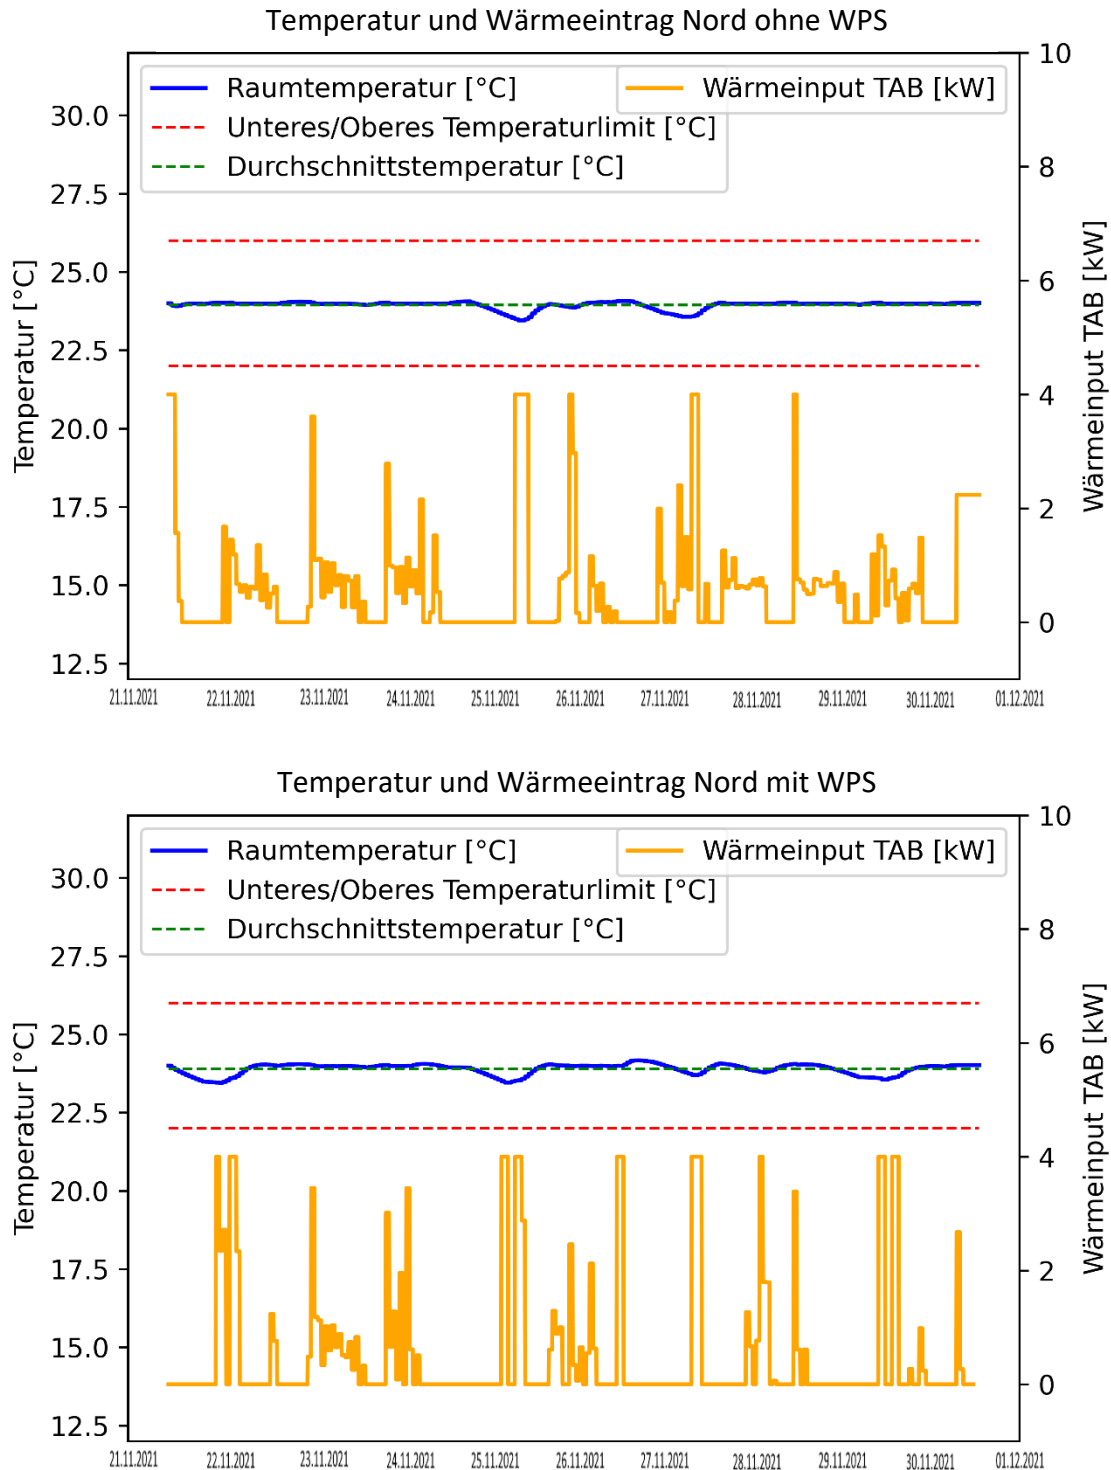 Temperatur und Wärmeeintrag Nord ohne WPS
Raumtemperatur [°C]
Unteres/Oberes Temperaturlimit [°C]
Durchschnittstemperatur [°C]
Wärmeinput TAB [kW]
Temperatur [°C]
30.0
27.5
25.0
22.5
20.0
17.5
15.0
12.5
10
8
6
4
2
0
Wärmeinput TAB [kW]
21.11.2021 22.11.2021 23.11.2021 24.11.2021 25.11.2021 26.11.2021 27.11.2021 28.11.2021 29.11.2021 30.11.2021 01.12.2021
Temperatur und Wärmeeintrag Nord mit WPS
Raumtemperatur [°C]
Unteres/Oberes Temperaturlimit [°C]
Durchschnittstemperatur [°C]
Wärmeinput TAB [kW]
Temperatur [°C]
30.0
27.5
25.0
22.5
20.0
17.5
15.0
12.5
10
8
6
4
2
0
Wärmeinput TAB [kW]
21.11.2021 22.11.2021 23.11.2021 24.11.2021 25.11.2021 26.11.2021 27.11.2021 28.11.2021 29.11.2021 30.11.2021 01.12.2021